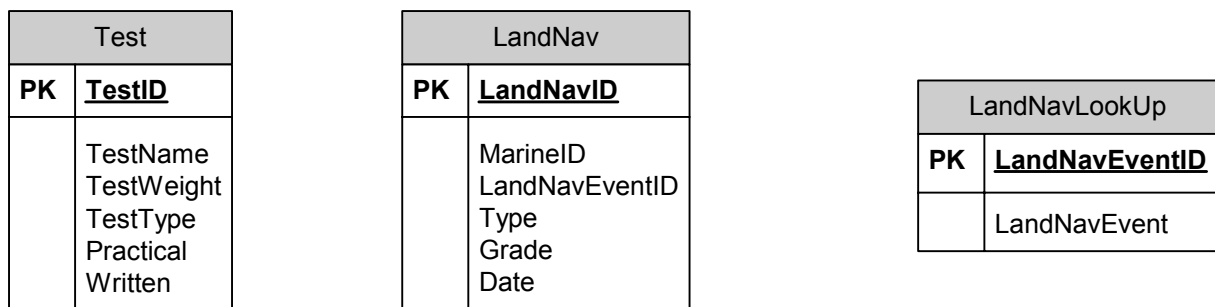 Test
PK TestID
TestName
TestWeight
TestType
Practical
Written
LandNav
PK LandNavID
MarineID
LandNavEventID
Type
Grade
Date
LandNavLookUp
PK LandNavEventID
LandNavEvent